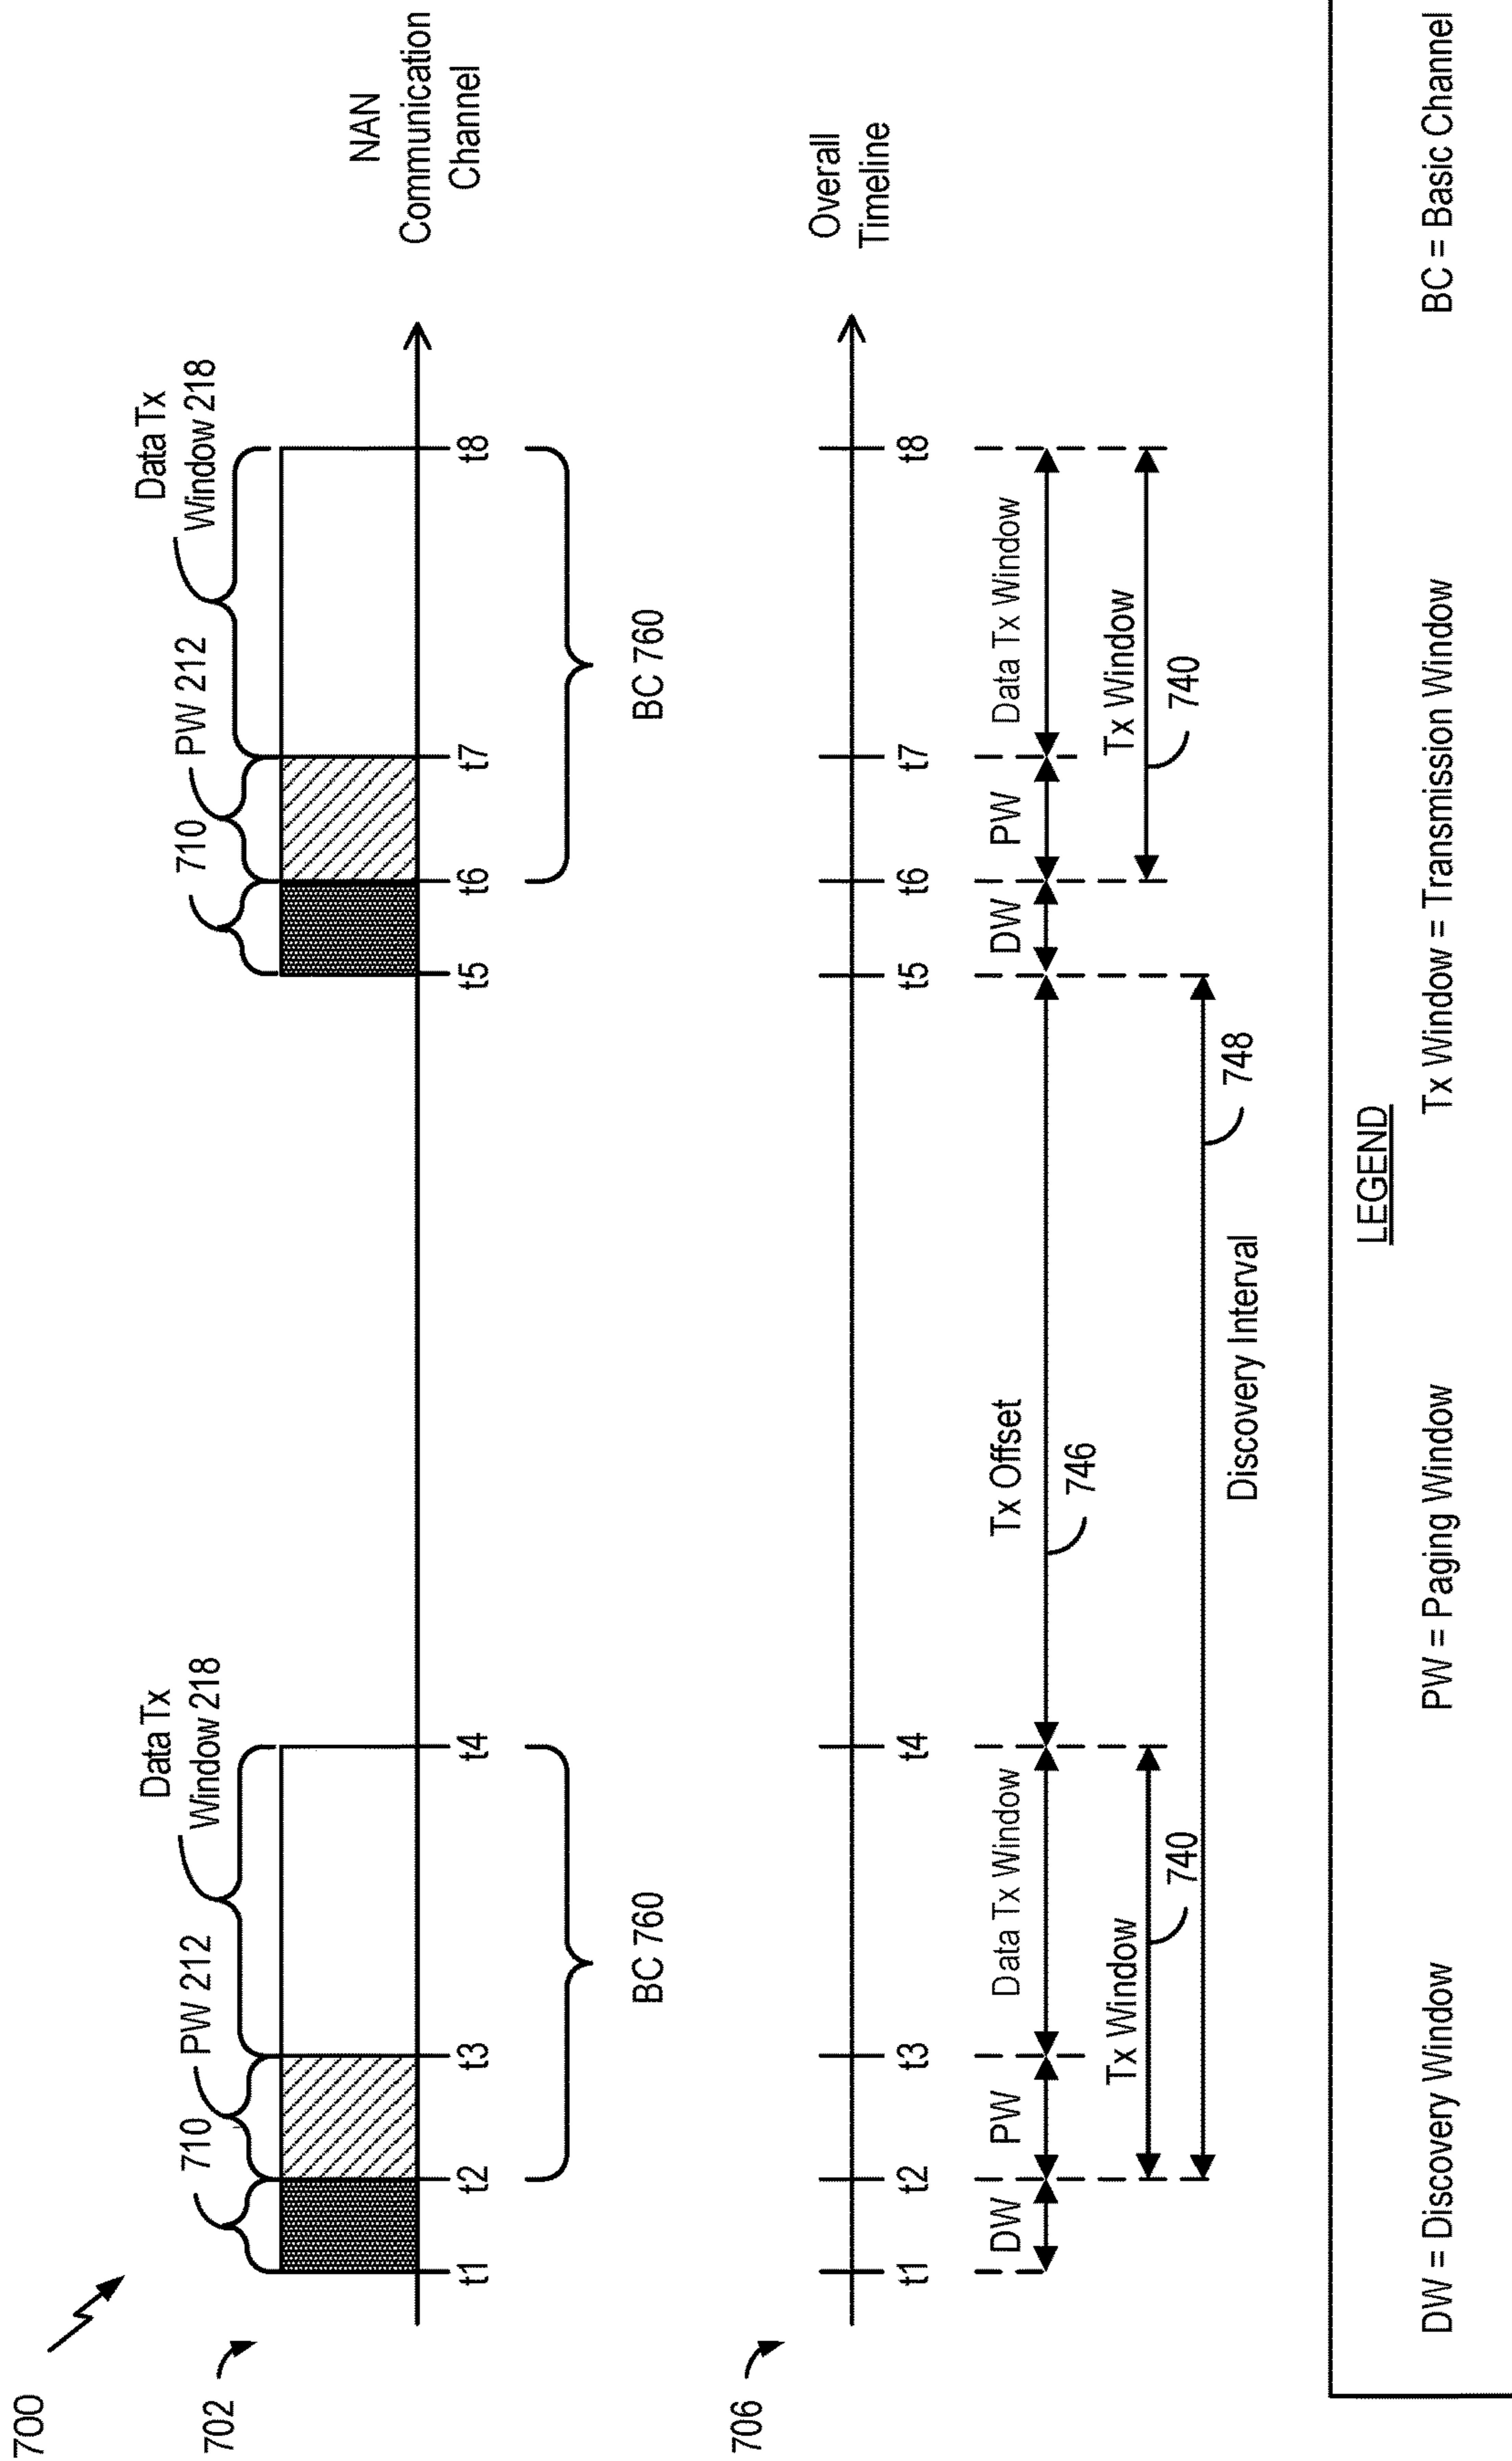 700
702
710
PW 212
Data Tx
Window 218
710
PW 212
Data Tx
Window 218
NAN
Communication
Channel
t1
t2
t3
t4
t5
t6
t7
t8
BC 760
BC 760
706
Overall
Timeline
t1
t2
t3
t4
t5
t6
t7
t8
DW
PW
Data Tx Window
Tx Offset
DW
PW
Data Tx Window
746
Tx Window
740
Tx Window
740
748
Discovery Interval
LEGEND
DW = Discovery Window
PW = Paging Window
Tx Window = Transmission Window
BC = Basic Channel